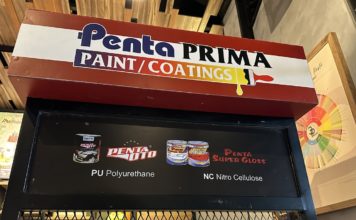 Penta PRIMA
PAINT/COATINGS
PENTA
OTO
PENTA
SUPER GLOSS
PU Polyurethane
NC Nitro Cellulose